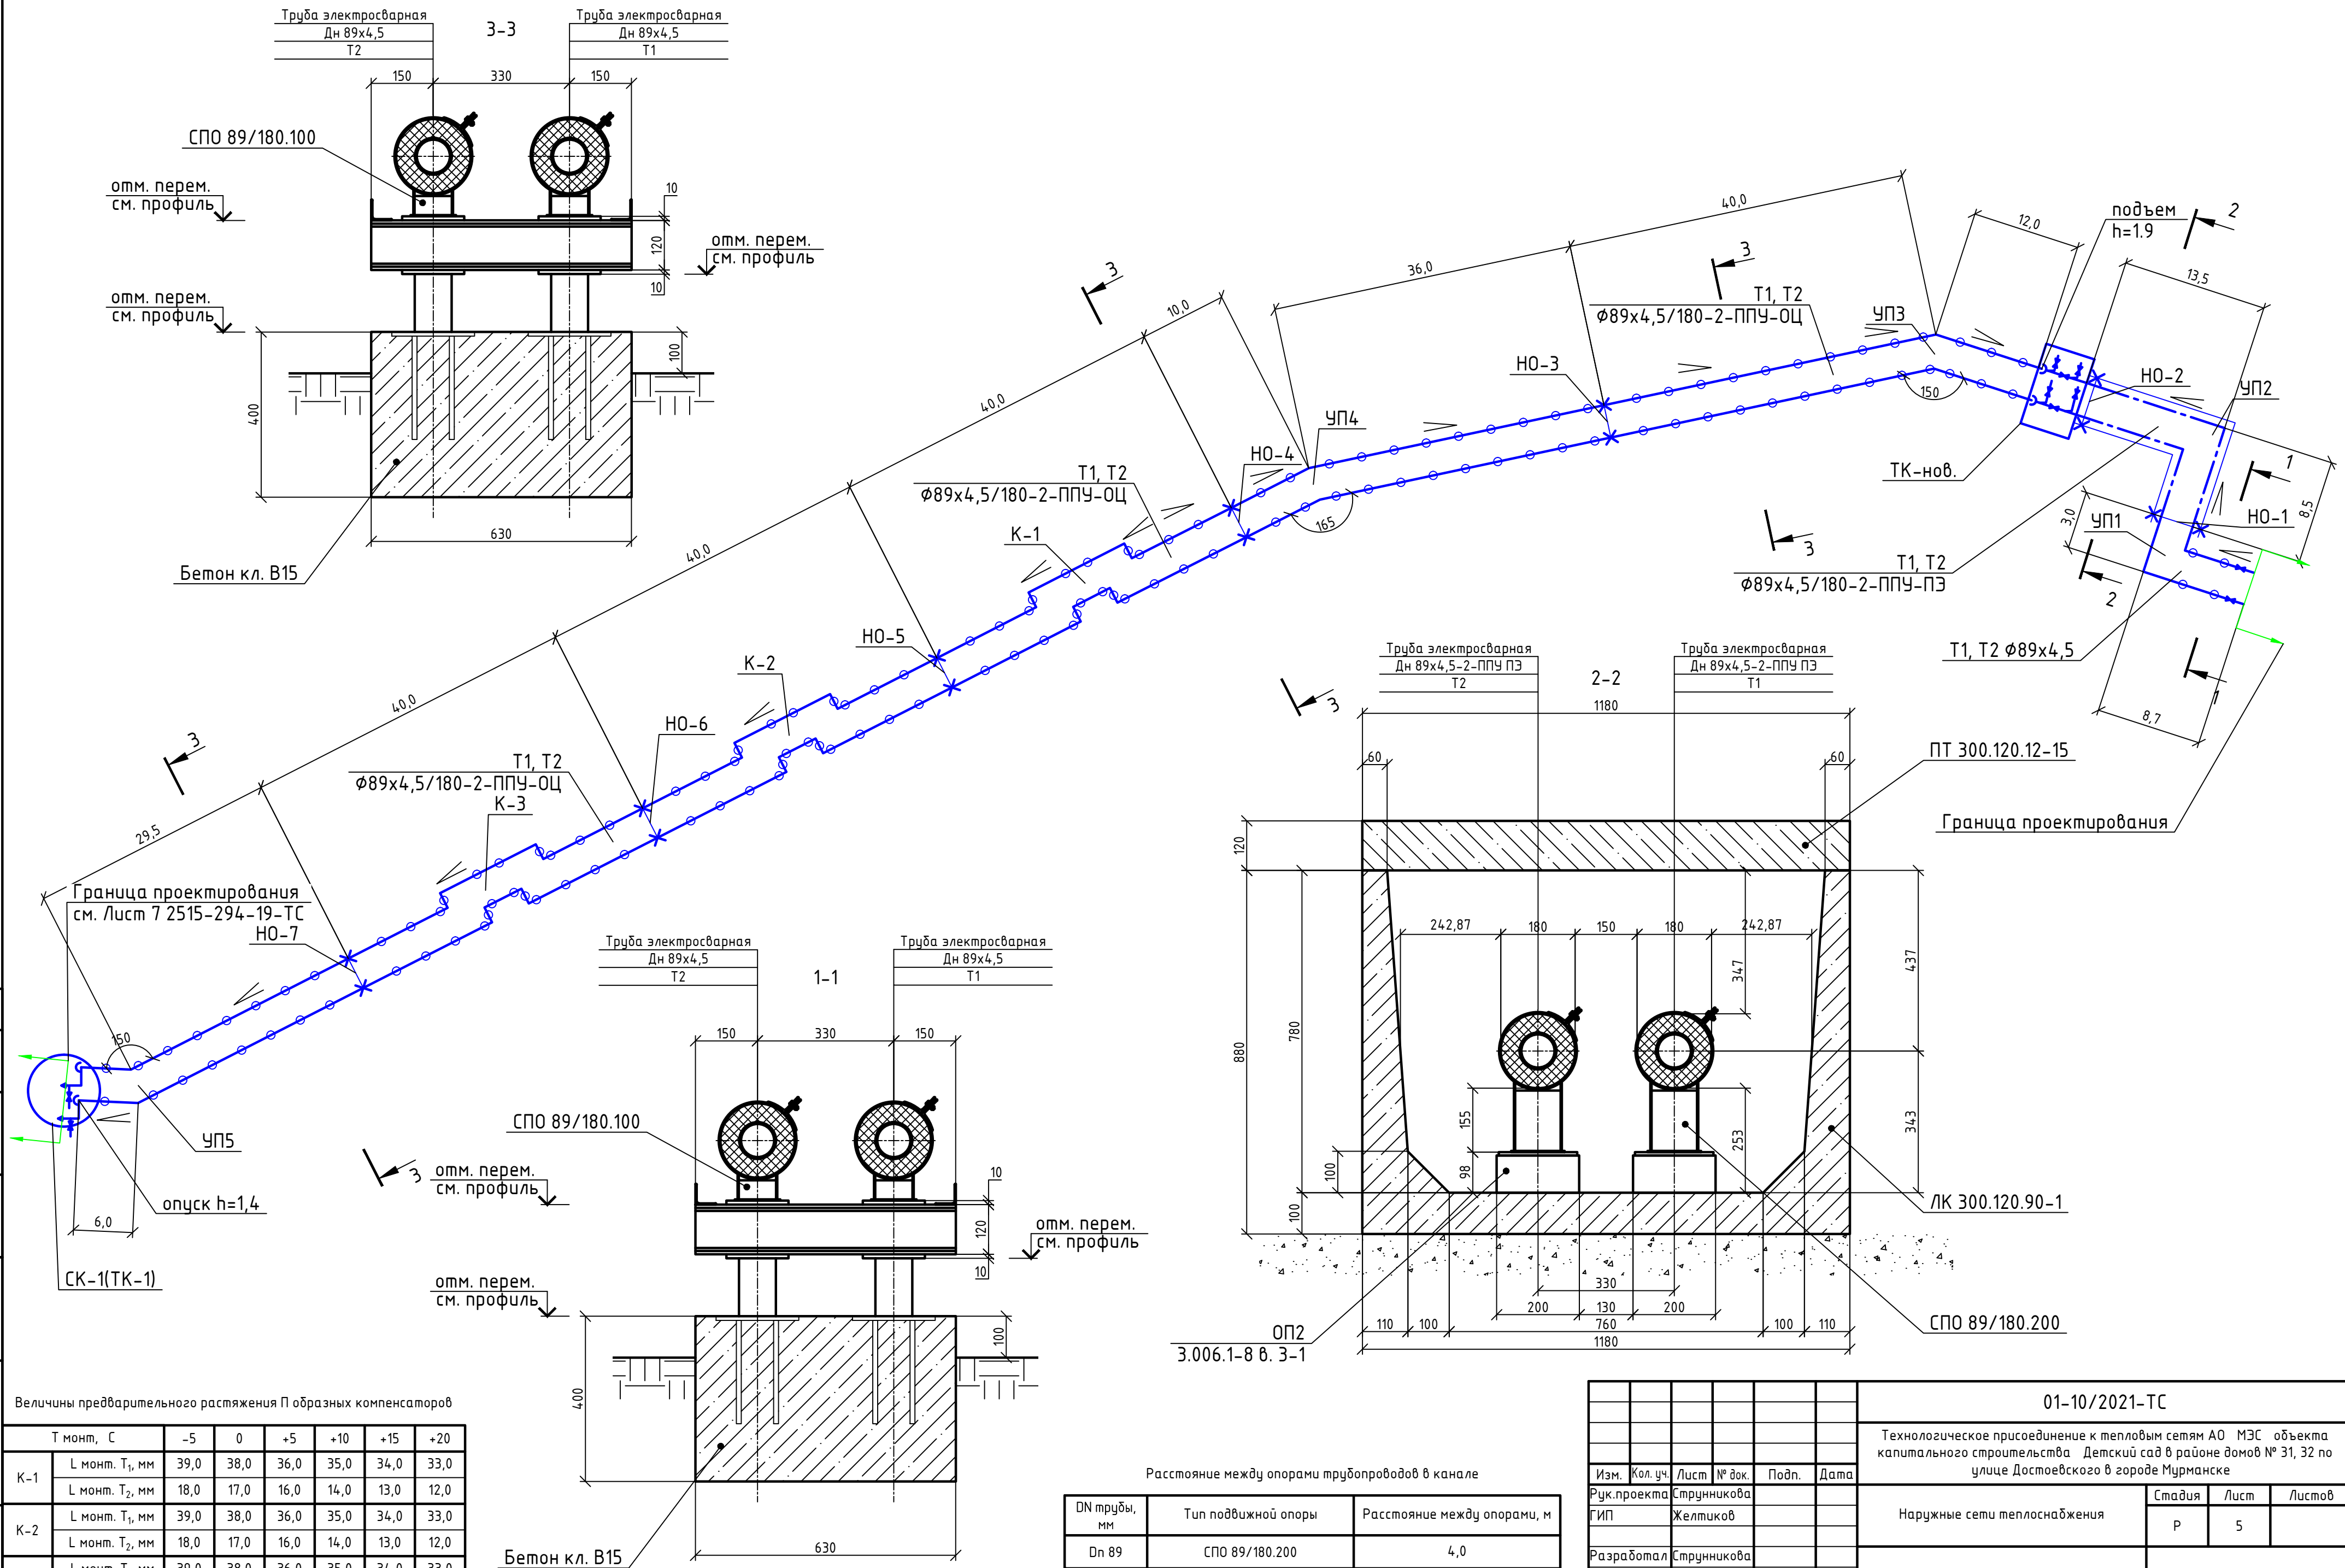 3-3
Труба электросварная
Дн 89х4,5
Т2
Труба электросварная
Дн 89х4,5
Т1
150
330
150
СПО 89/180.100
отм. перем.
см. профиль
10
120
10
отм. перем.
см. профиль
отм. перем.
см. профиль
100
400
630
Бетон кл. В15
3
10,0
40,0
40,0
40,0
29,5
36,0
40,0
12,0
подъем
h=1.9
2
13,5
3
Т1, Т2
Ф89х4,5/180-2-ППУ-ОЦ
УП3
НО-3
150
НО-2
УП2
УП4
НО-4
165
ТК-нов.
1
8,5
3,0
УП1
НО-1
3
Т1, Т2
Ф89х4,5/180-2-ППУ-ПЭ
2
Т1, Т2 Ф89х4,5
1
8,7
Граница проектирования
Т1, Т2
Ф89х4,5/180-2-ППУ-ОЦ
К-1
НО-5
К-2
НО-6
3
3
Т1, Т2
Ф89х4,5/180-2-ППУ-ОЦ
К-3
Граница проектирования
см. Лист 7 2515-294-19-ТС
НО-7
150
УП5
3
опуск h=1,4
6,0
СК-1(ТК-1)
1-1
Труба электросварная
Дн 89х4,5
Т2
Труба электросварная
Дн 89х4,5
Т1
150
330
150
СПО 89/180.100
отм. перем.
см. профиль
10
120
10
отм. перем.
см. профиль
отм. перем.
см. профиль
100
400
630
Бетон кл. В15
2-2
Труба электросварная
Дн 89х4,5-2-ППУ ПЭ
Т2
Труба электросварная
Дн 89х4,5-2-ППУ ПЭ
Т1
1180
60
60
ПТ 300.120.12-15
120
242,87
180
150
180
242,87
347
437
780
880
155
253
343
98
100
100
ЛК 300.120.90-1
330
200
130
200
110
100
760
100
110
1180
ОП2
3.006.1-8 в. 3-1
СПО 89/180.200
Величины предварительного растяжения П образных компенсаторов
Т монт, С -5 0 +5 +10 +15 +20
К-1 L монт. Т1, мм 39,0 38,0 36,0 35,0 34,0 33,0
L монт. Т2, мм 18,0 17,0 16,0 14,0 13,0 12,0
К-2 L монт. Т1, мм 39,0 38,0 36,0 35,0 34,0 33,0
L монт. Т2, мм 18,0 17,0 16,0 14,0 13,0 12,0
L монт. Т1, мм 39,0 38,0 36,0 35,0 34,0 33,0
Расстояние между опорами трубопроводов в канале
DN трубы, мм Тип подвижной опоры Расстояние между опорами, м
Dn 89 СПО 89/180.200 4,0
01-10/2021-ТС
Технологическое присоединение к тепловым сетям АО МЭС объекта
капитального строительства Детский сад в районе домов № 31, 32 по
улице Достоевского в городе Мурманске
Изм. Кол. уч. Лист № док. Подп. Дата
Рук.проекта Струнникова
ГИП Желтиков
Разработал Струнникова
Наружные сети теплоснабжения
Стадия Лист Листов
Р 5